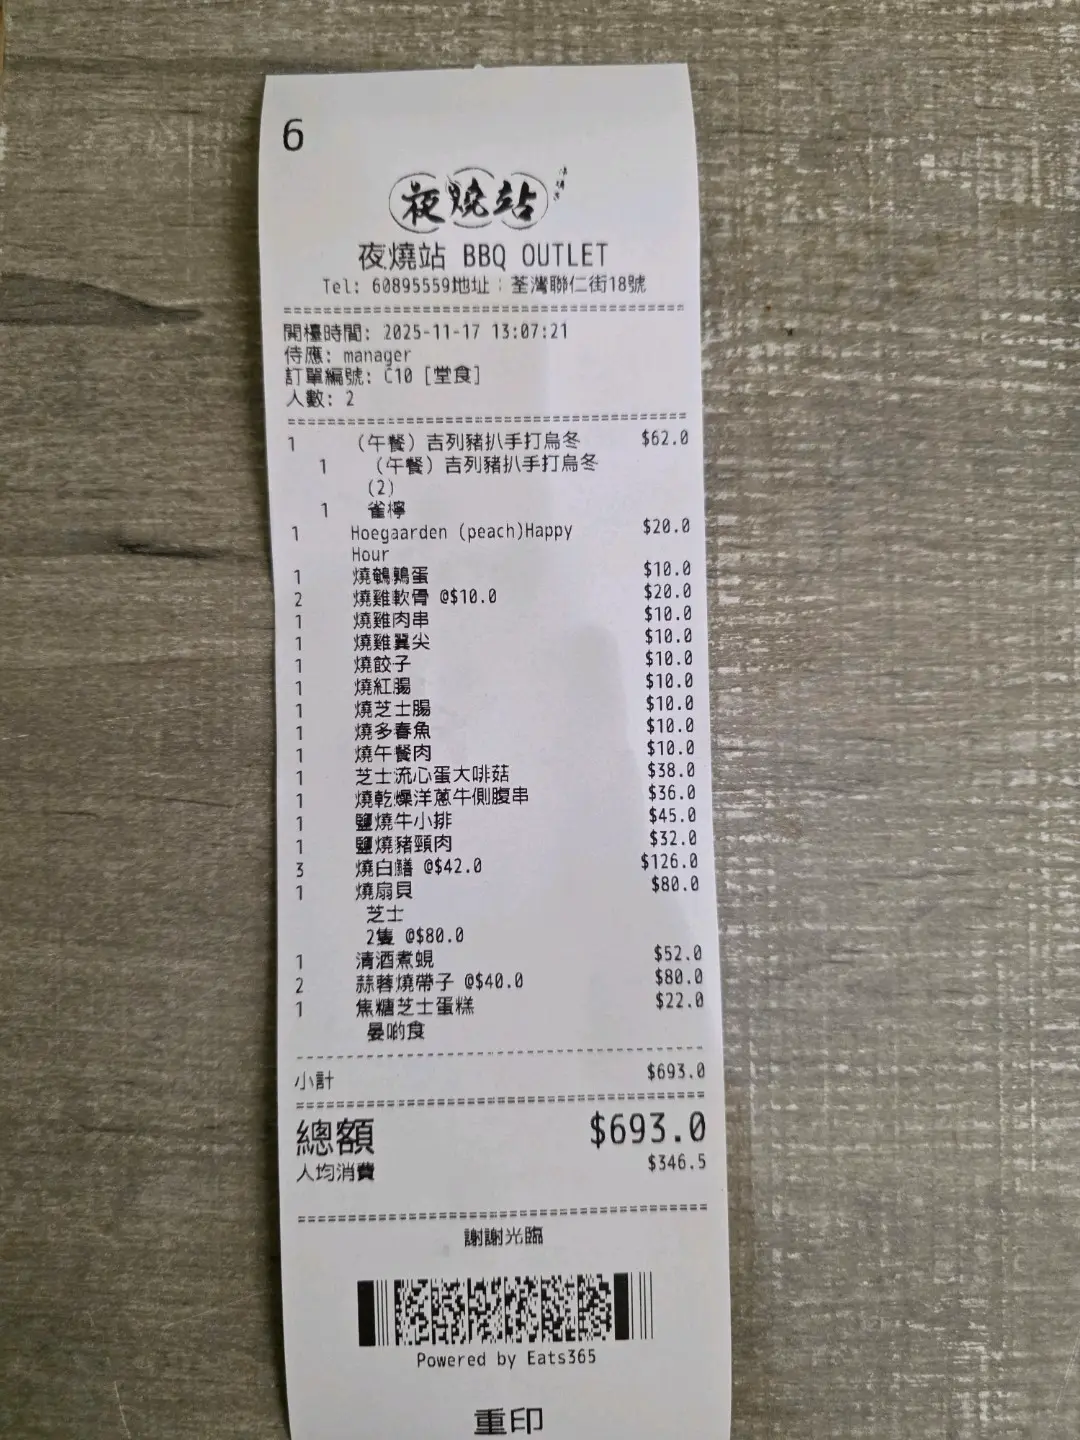 6
夜燒站
夜燒站 BBQ OUTLET
Tel: 60895559地址：荃灣聯仁街18號
開檯時間: 2025-11-17 13:07:21
侍應: manager
訂單編號: C10 [堂食]
人數: 2
1 （午餐）吉列豬扒手打烏冬 $62.0
1 （午餐）吉列豬扒手打烏冬
(2)
1 雀檸
1 Hoegaarden (peach)Happy $20.0
Hour
1 燒鵪鶉蛋 $10.0
2 燒雞軟骨 @$10.0 $20.0
1 燒雞肉串 $10.0
1 燒雞翼尖 $10.0
1 燒餃子 $10.0
1 燒紅腸 $10.0
1 燒芝士腸 $10.0
1 燒多春魚 $10.0
1 燒午餐肉 $10.0
1 芝士流心蛋大啡菇 $38.0
1 燒乾燥洋蔥牛側腹串 $36.0
1 鹽燒牛小排 $45.0
1 鹽燒豬頸肉 $32.0
3 燒白鱔 @$42.0 $126.0
1 燒扇貝 $80.0
芝士
2隻 @$80.0
1 清酒煮蜆 $52.0
2 蒜蓉燒帶子 @$40.0 $80.0
1 焦糖芝士蛋糕 $22.0
晏啲食
小計 $693.0
總額 $693.0
人均消費 $346.5
謝謝光臨
Powered by Eats365
重印